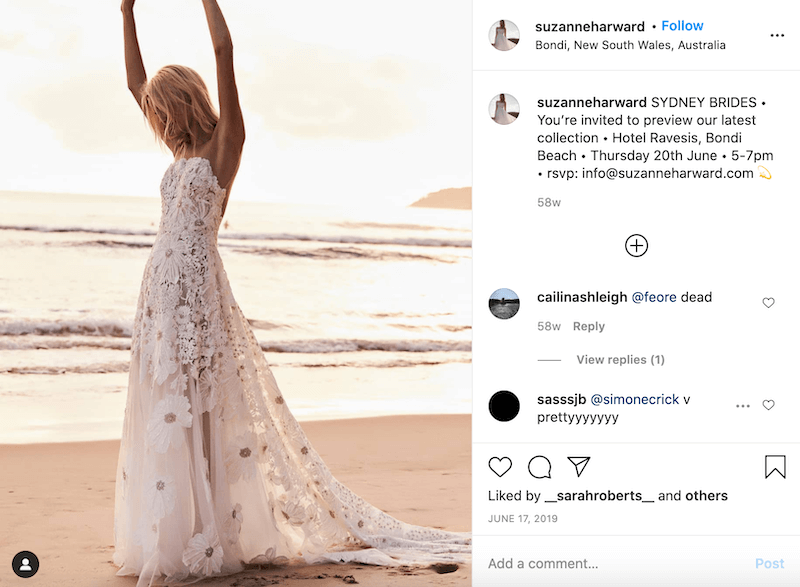 suzanneharward • Follow
Bondi, New South Wales, Australia
suzanneharward SYDNEY BRIDES •
You’re invited to preview our latest
collection • Hotel Ravesis, Bondi
Beach • Thursday 20th June • 5-7pm
• rsvp: info@suzanneharward.com 💫
58w
cailinashleigh @feore dead
58w Reply
View replies (1)
sasssjb @simonecrick v
prettyyyyyy
Liked by __sarahroberts__ and others
JUNE 17, 2019
Add a comment...
Post